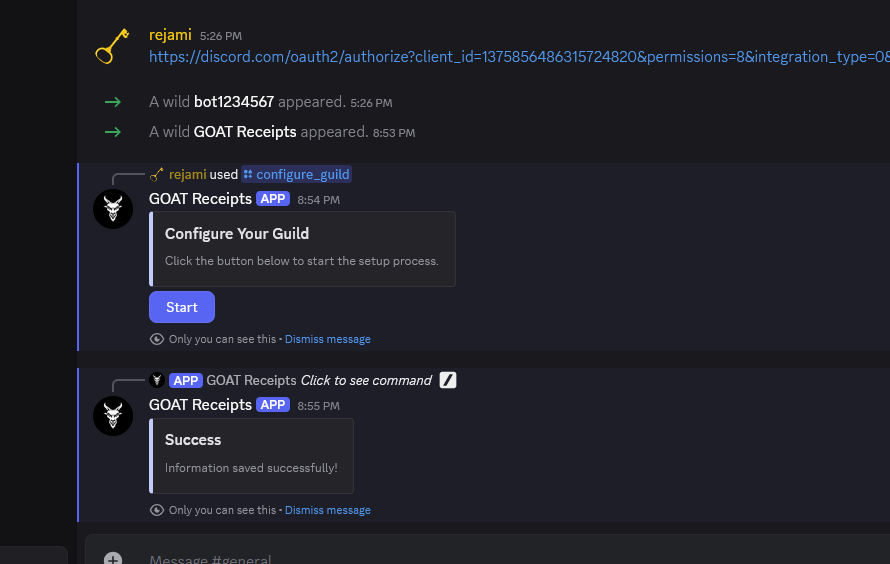 rejami 5:26 PM
https://discord.com/oauth2/authorize?client_id=1375856486315724820&permissions=8&integration_type=0&
A wild bot1234567 appeared. 5:26 PM
A wild GOAT Receipts appeared. 8:53 PM
rejami used configure_guild
GOAT Receipts APP 8:54 PM
Configure Your Guild
Click the button below to start the setup process.
Start
Only you can see this • Dismiss message
APP GOAT Receipts Click to see command
GOAT Receipts APP 8:55 PM
Success
Information saved successfully!
Only you can see this • Dismiss message
Message #general